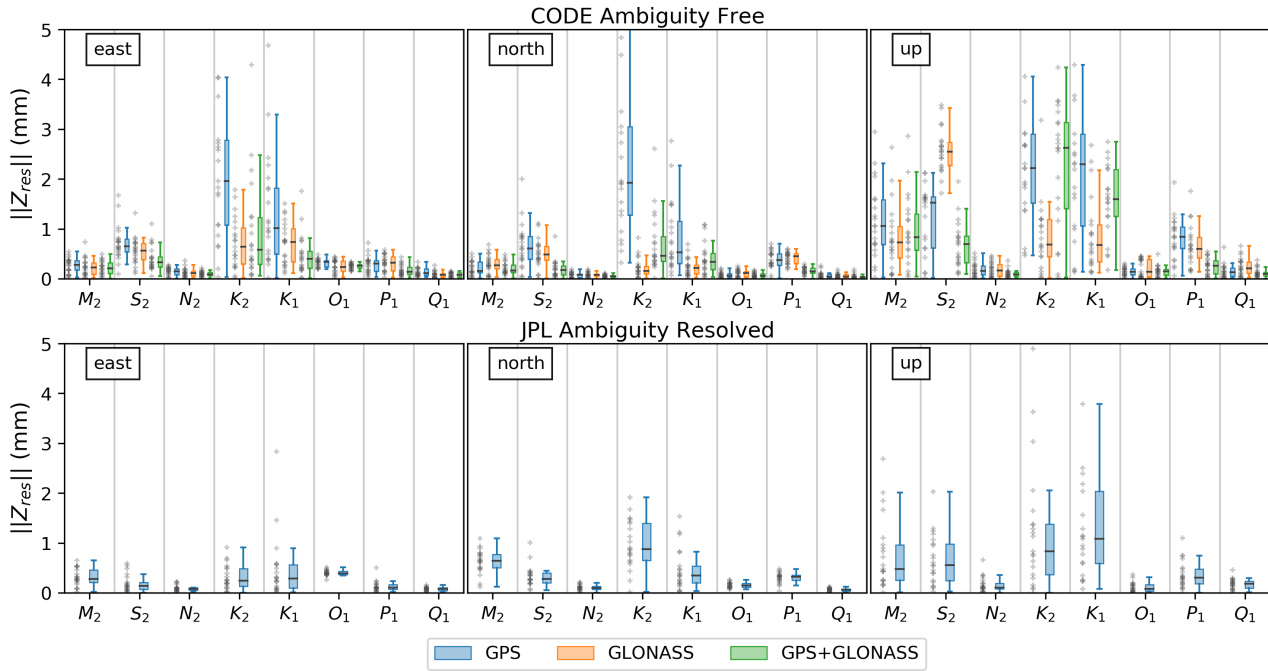 CODE Ambiguity Free
east
north
up
||Z_res|| (mm)
5
4
3
2
1
0
M₂ S₂ N₂ K₂ K₁ O₁ P₁ Q₁
M₂ S₂ N₂ K₂ K₁ O₁ P₁ Q₁
M₂ S₂ N₂ K₂ K₁ O₁ P₁ Q₁
JPL Ambiguity Resolved
east
north
up
||Z_res|| (mm)
5
4
3
2
1
0
M₂ S₂ N₂ K₂ K₁ O₁ P₁ Q₁
M₂ S₂ N₂ K₂ K₁ O₁ P₁ Q₁
M₂ S₂ N₂ K₂ K₁ O₁ P₁ Q₁
GPS GLONASS GPS+GLONASS